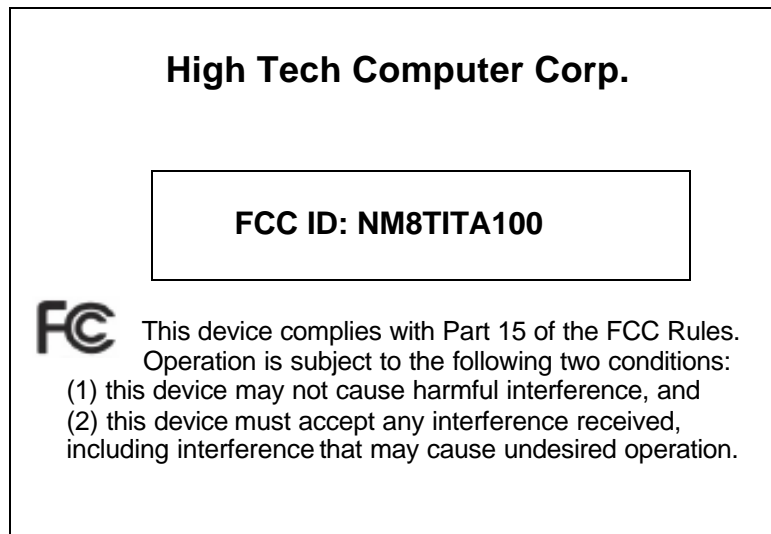 High Tech Computer Corp.
FCC ID: NM8TITA100
FC This device complies with Part 15 of the FCC Rules.
Operation is subject to the following two conditions:
(1) this device may not cause harmful interference, and
(2) this device must accept any interference received,
including interference that may cause undesired operation.